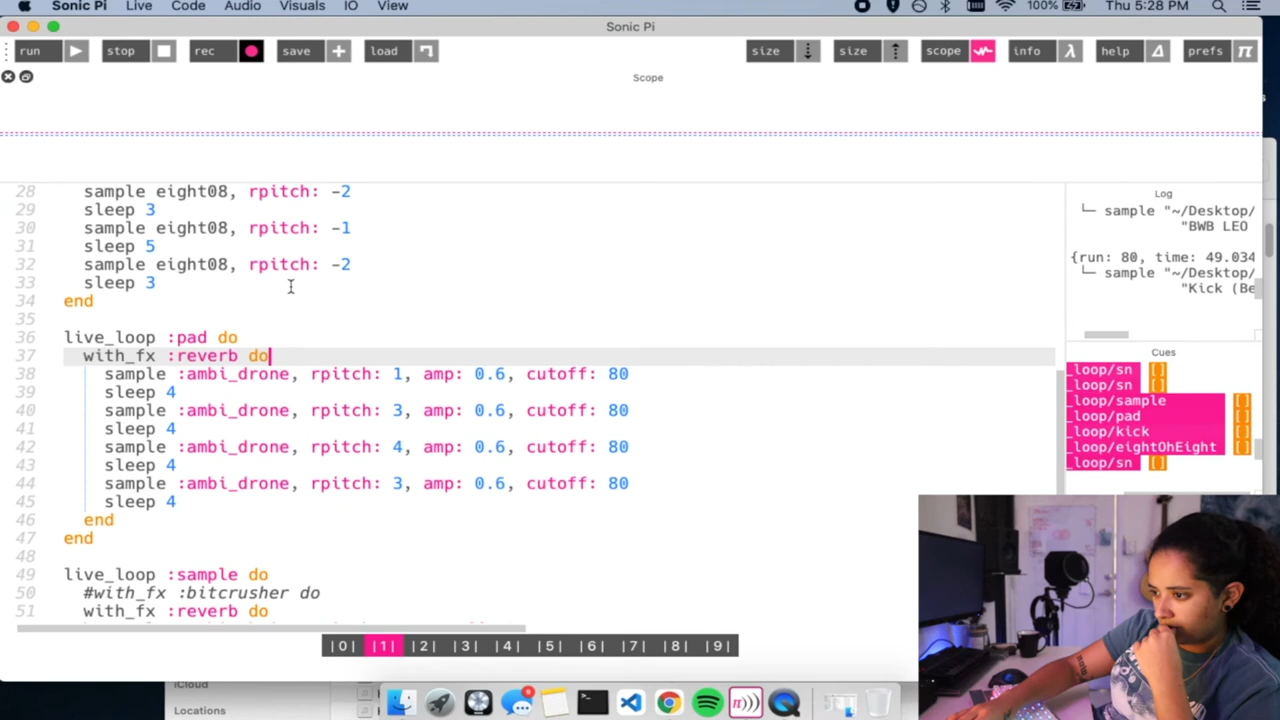 Sonic Pi File Code Audio Visuals IO View 100% Thu 5:28 PM
Sonic Pi
run stop rec save load size size scope info help prefs
Scope
28 sample eight08, rpitch: -2
29 sleep 3
30 sample eight08, rpitch: -1
31 sleep 5
32 sample eight08, rpitch: -2
33 sleep 3
34 end
35
36 live_loop :pad do
37 with_fx :reverb do
38 sample :ambi_drone, rpitch: 1, amp: 0.6, cutoff: 80
39 sleep 4
40 sample :ambi_drone, rpitch: 3, amp: 0.6, cutoff: 80
41 sleep 4
42 sample :ambi_drone, rpitch: 4, amp: 0.6, cutoff: 80
43 sleep 4
44 sample :ambi_drone, rpitch: 3, amp: 0.6, cutoff: 80
45 sleep 4
46 end
47 end
48
49 live_loop :sample do
50 #with_fx :bitcrusher do
51 with_fx :reverb do
|0| |1| |2| |3| |4| |5| |6| |7| |8| |9|
Log
└─ sample "~/Desktop/
"BWB LEO
{run: 80, time: 49.034
└─ sample "~/Desktop/
"Kick (Be
Cues
_loop/sn []
_loop/sn []
_loop/sample []
_loop/pad []
_loop/kick []
_loop/eightOhEight []
_loop/sn []
iCloud
Locations